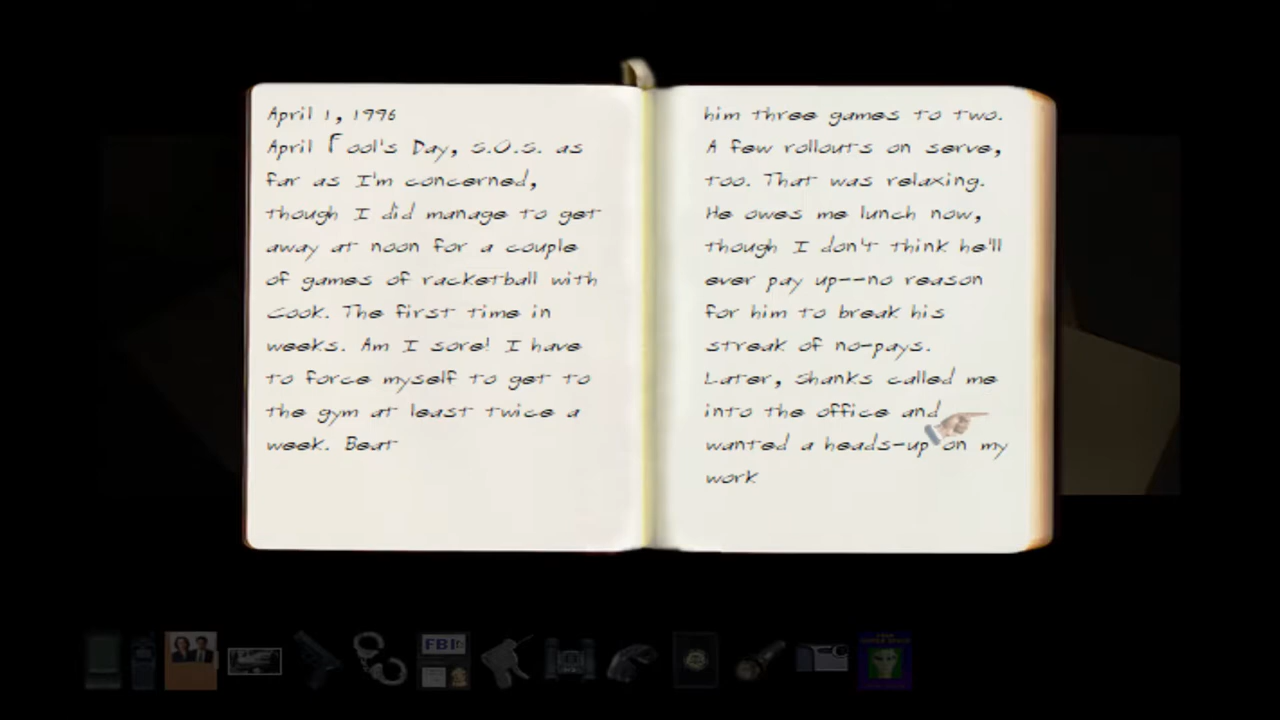 April 1, 1996
April Fool's Day, S.O.S. as
far as I'm concerned,
though I did manage to get
away at noon for a couple
of games of racketball with
Cook. The first time in
weeks. Am I sore! I have
to force myself to get to
the gym at least twice a
week. Beat
him three games to two.
A few rollouts on serve,
too. That was relaxing.
He owes me lunch now,
though I don't think he'll
ever pay up--no reason
for him to break his
streak of no-pays.
Later, Shanks called me
into the office and
wanted a heads-up on my
work
FBI